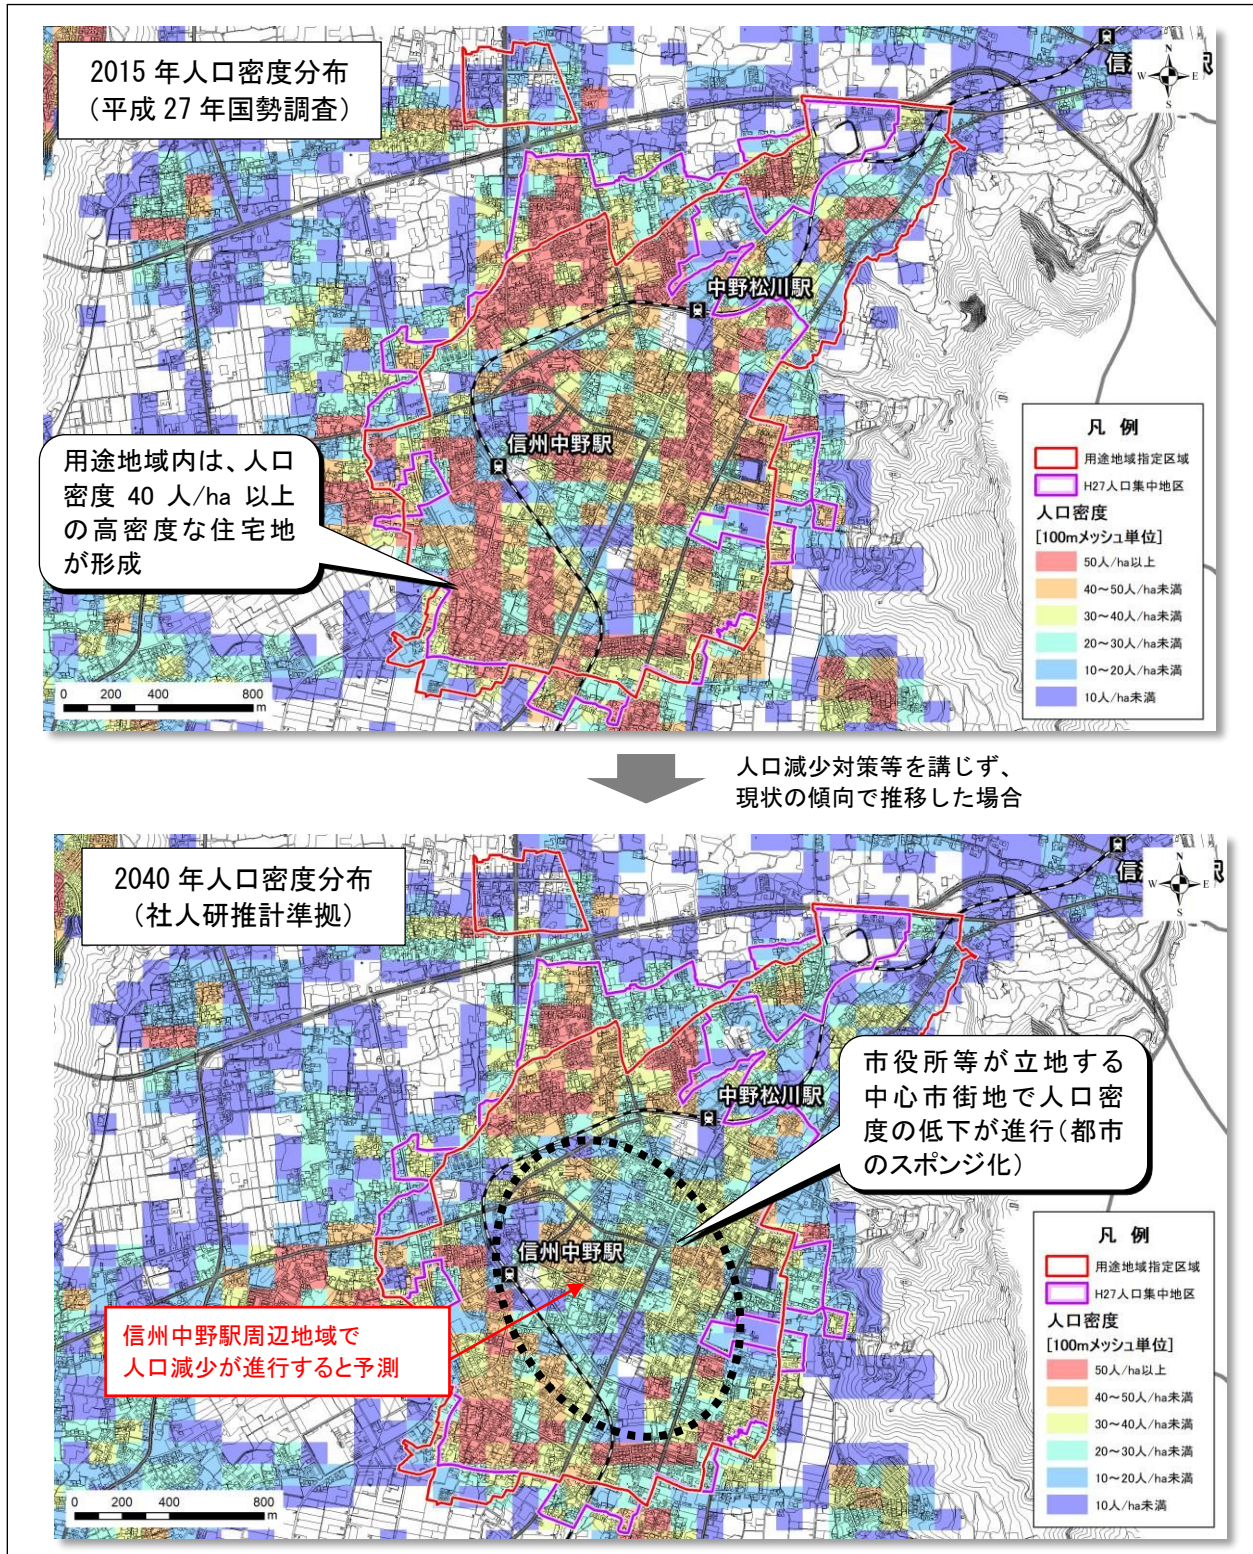 2015 年人口密度分布
（平成 27 年国勢調査）
N
W
E
S
中野松川駅
信州中野駅
用途地域内は、人口
密度 40 人/ha 以上
の高密度な住宅地
が形成
凡 例
用途地域指定区域
H27人口集中地区
人口密度
[100mメッシュ単位]
50人/ha以上
40～50人/ha未満
30～40人/ha未満
20～30人/ha未満
10～20人/ha未満
10人/ha未満
0 200 400 800
m
人口減少対策等を講じず、
現状の傾向で推移した場合
2040 年人口密度分布
（社人研推計準拠）
N
W
E
S
市役所等が立地する
中心市街地で人口密
度の低下が進行（都市
のスポンジ化）
中野松川駅
信州中野駅
信州中野駅周辺地域で
人口減少が進行すると予測
凡 例
用途地域指定区域
H27人口集中地区
人口密度
[100mメッシュ単位]
50人/ha以上
40～50人/ha未満
30～40人/ha未満
20～30人/ha未満
10～20人/ha未満
10人/ha未満
0 200 400 800
m